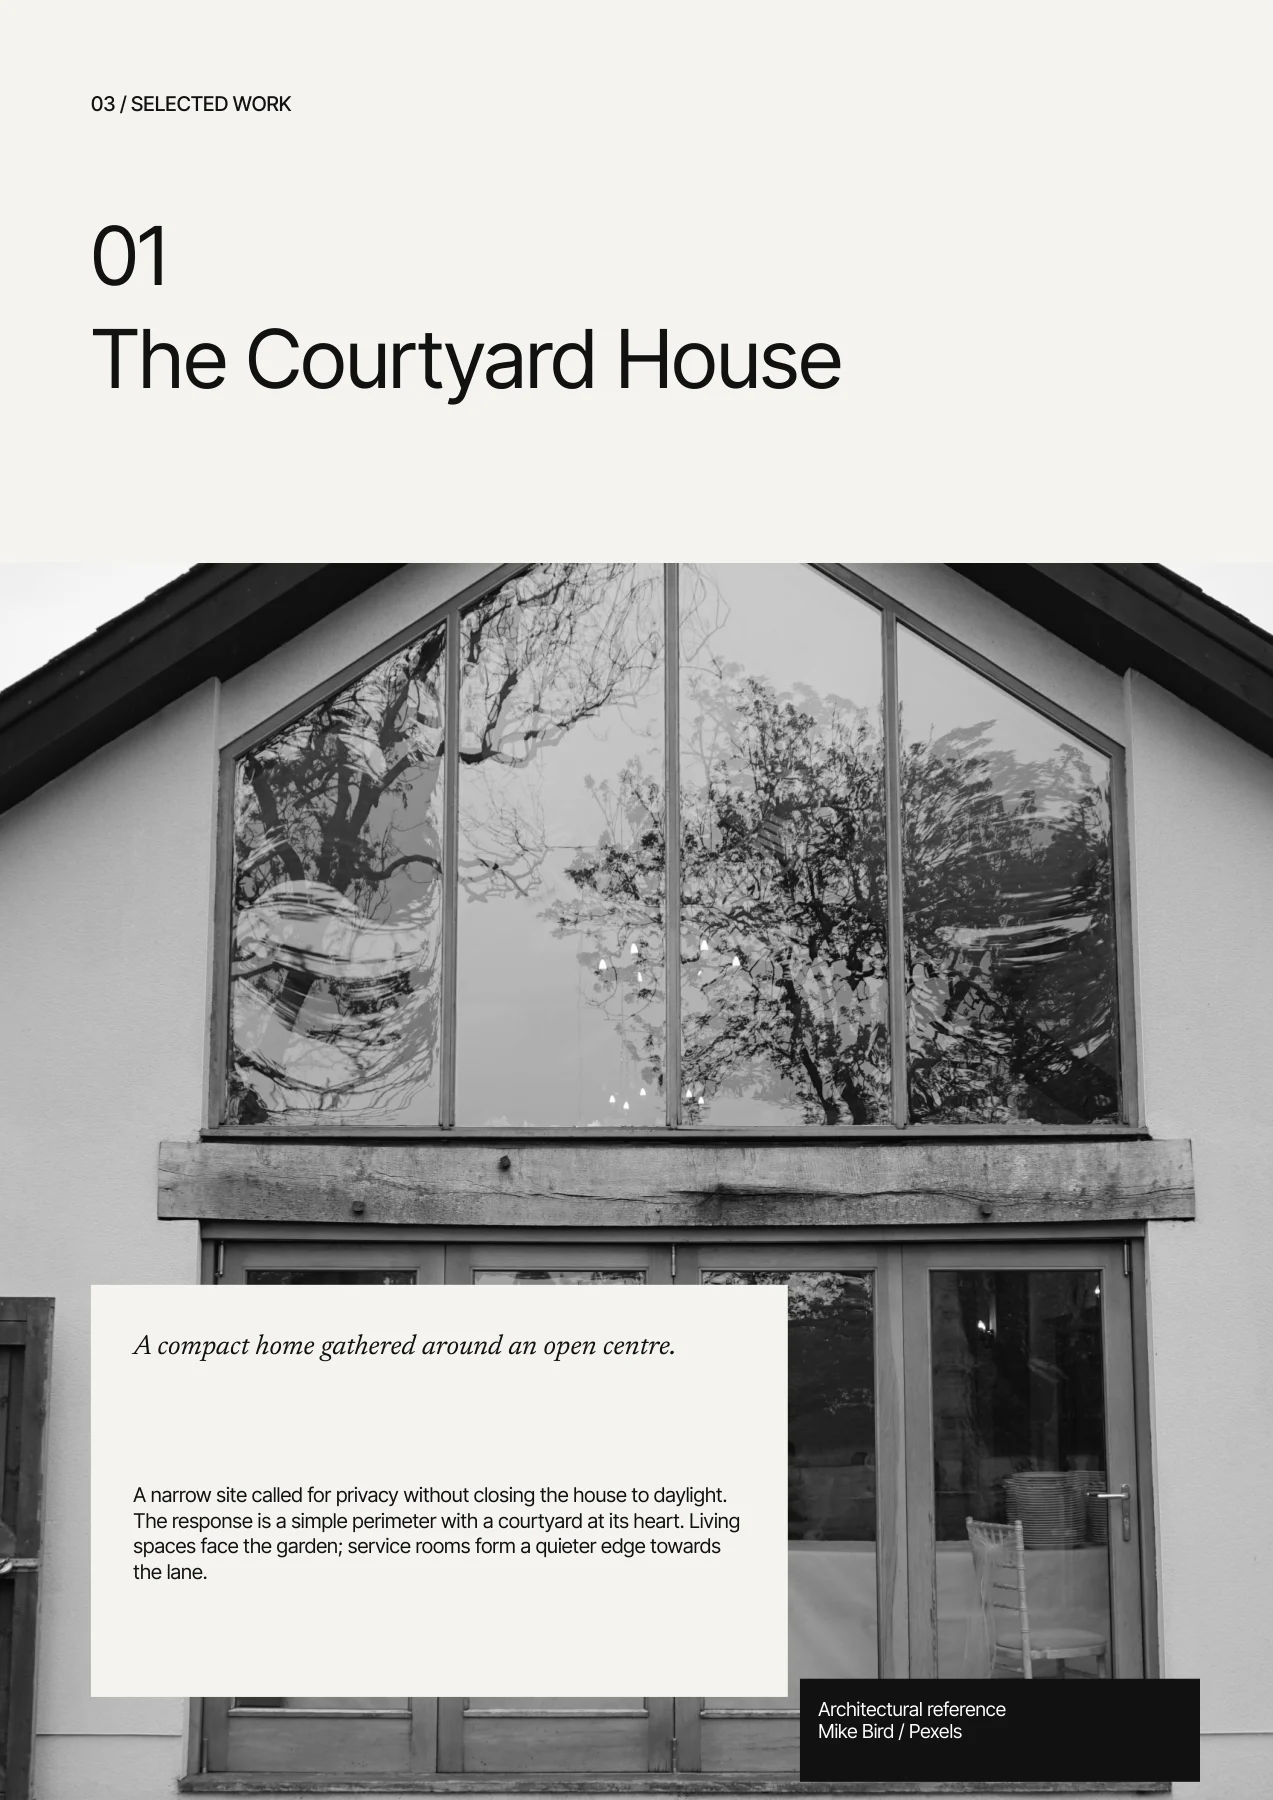 03 / SELECTED WORK
01
The Courtyard House
A compact home gathered around an open centre.
A narrow site called for privacy without closing the house to daylight.
The response is a simple perimeter with a courtyard at its heart. Living
spaces face the garden; service rooms form a quieter edge towards
the lane.
Architectural reference
Mike Bird / Pexels